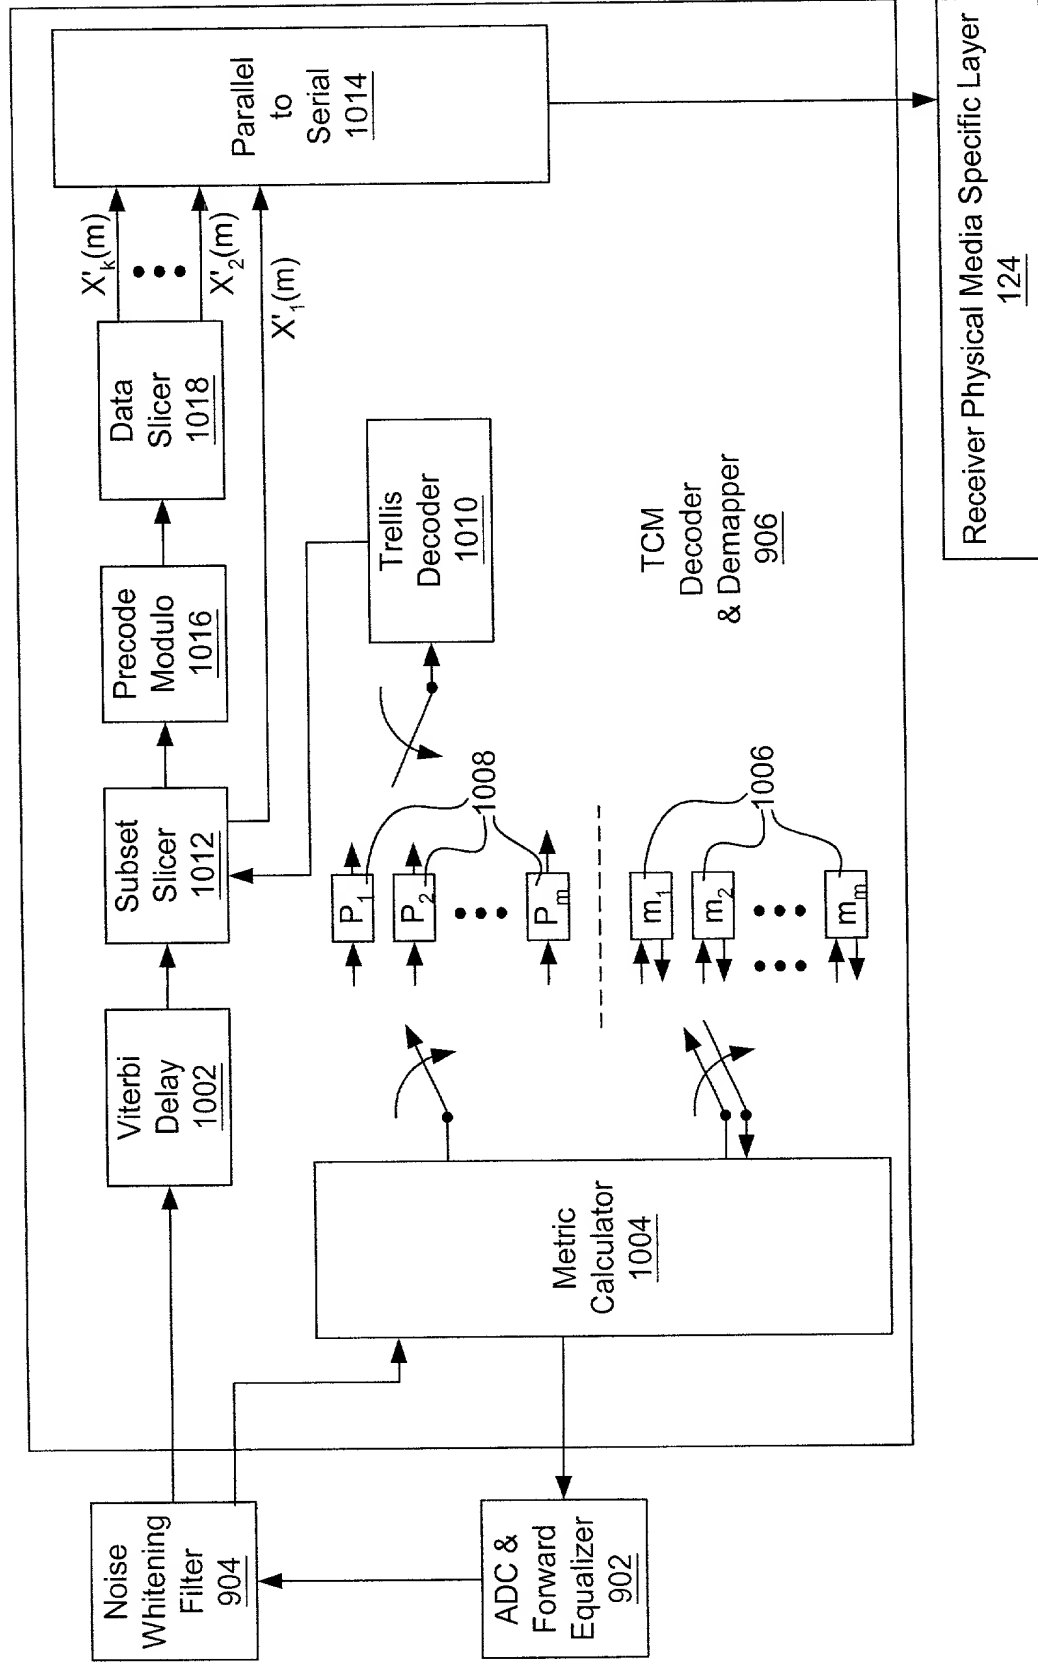 Noise
Whitening
Filter
904
ADC &
Forward
Equalizer
902
Viterbi
Delay
1002
Subset
Slicer
1012
Precode
Modulo
1016
Data
Slicer
1018
X'k(m)
X'2(m)
X'1(m)
Parallel
to
Serial
1014
Metric
Calculator
1004
P1
P2
Pm
1008
m1
m2
mm
1006
Trellis
Decoder
1010
TCM
Decoder
& Demapper
906
Receiver Physical Media Specific Layer
124